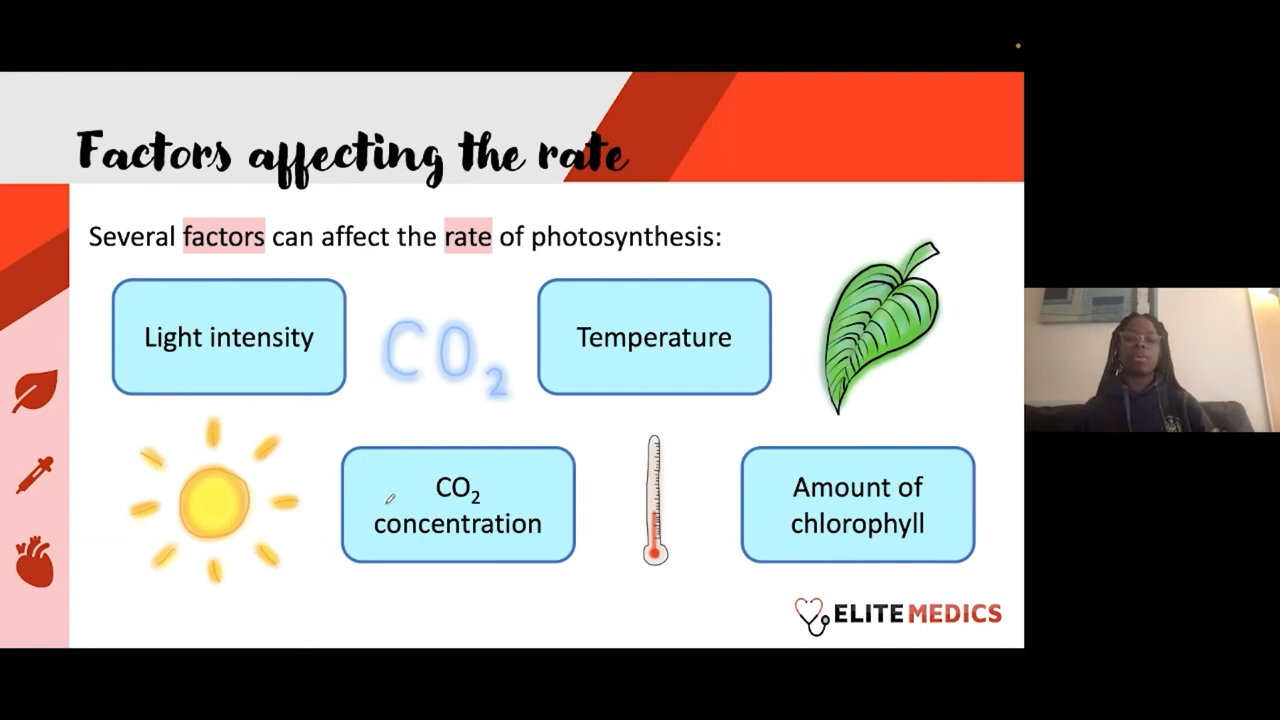 Factors affecting the rate
Several factors can affect the rate of photosynthesis:
Light intensity
CO₂
Temperature
CO₂
concentration
Amount of
chlorophyll
ELITE MEDICS